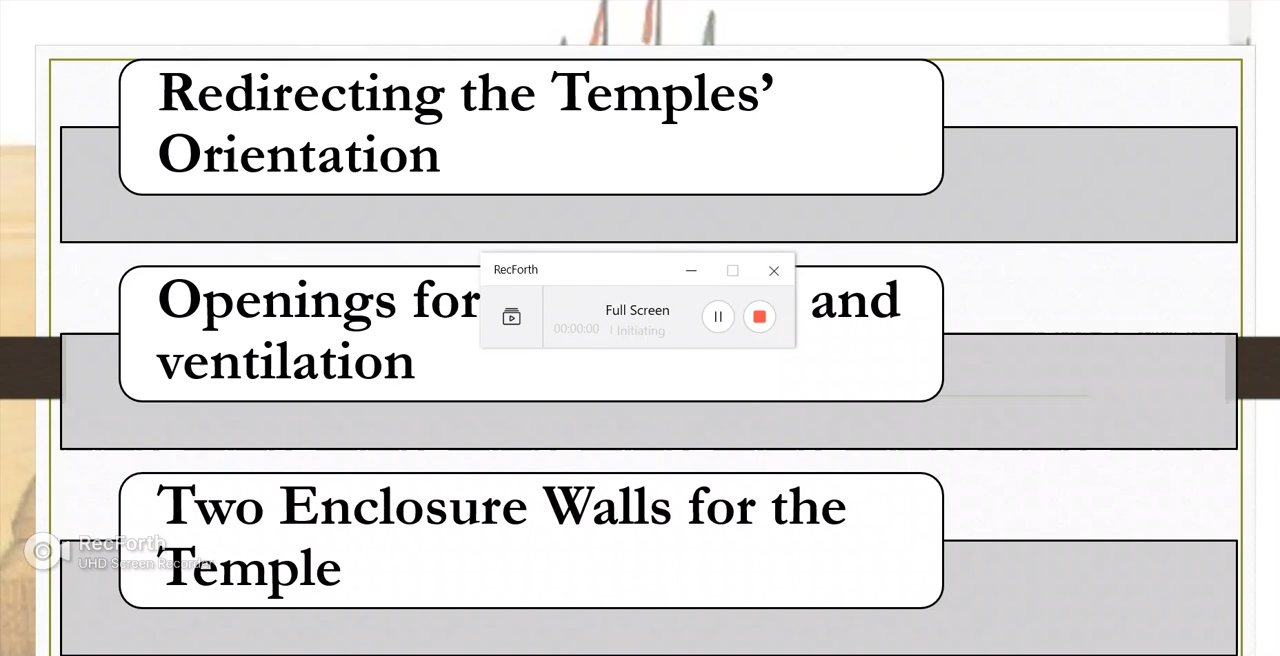 Redirecting the Temples’
Orientation
RecForth
Openings for and
Full Screen
00:00:00 | Initiating
ventilation
Two Enclosure Walls for the
RecForth
UHD Screen Recorder
Temple